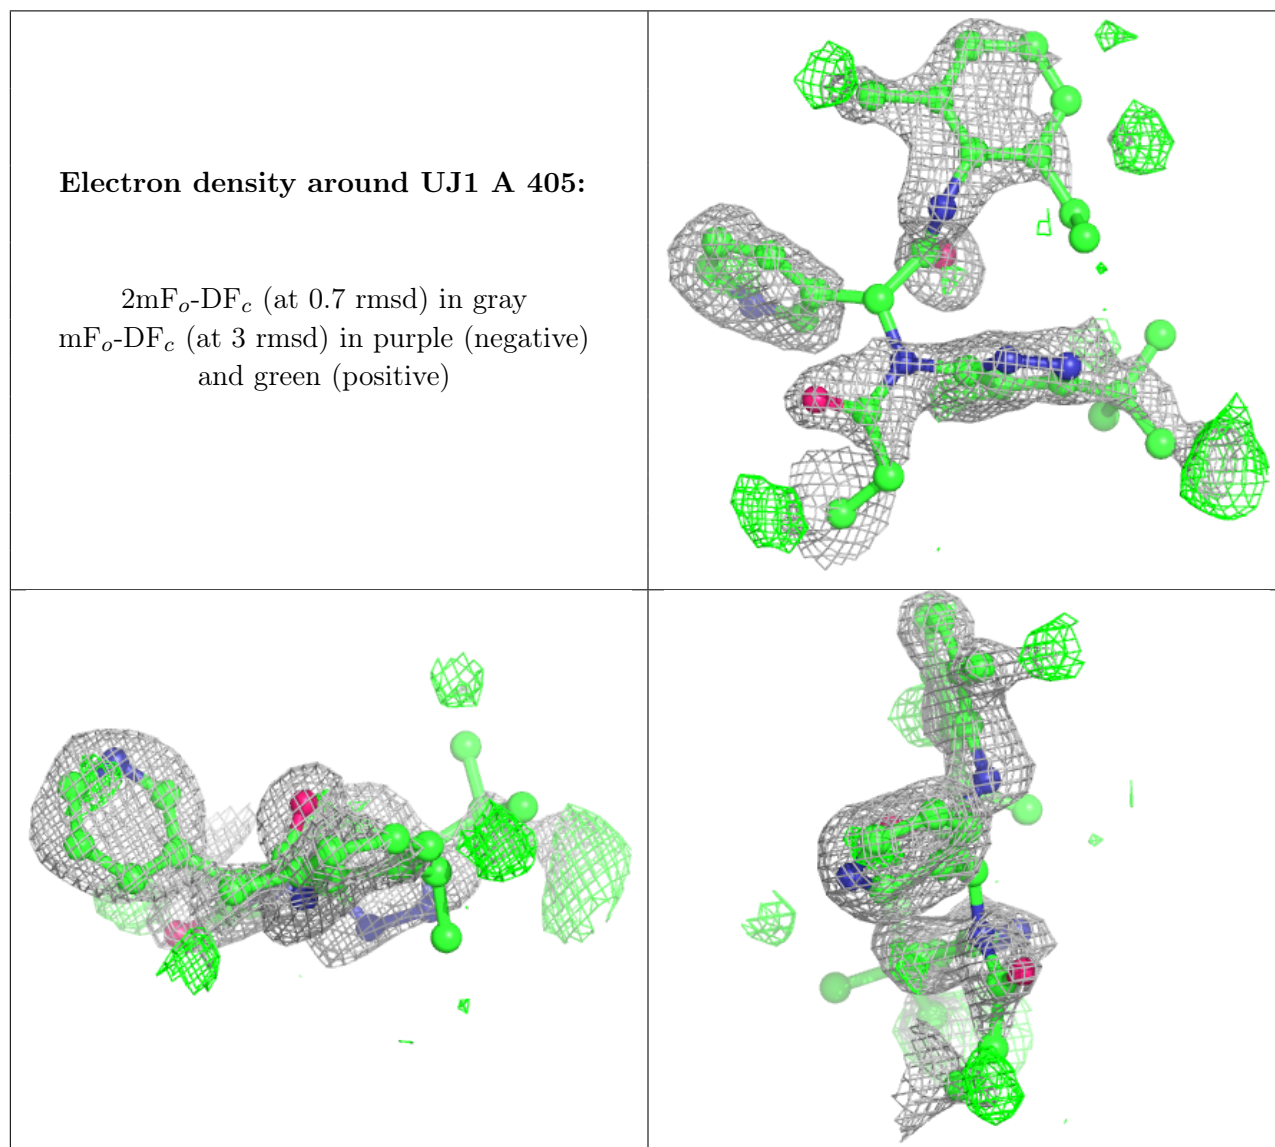 Electron density around UJ1 A 405:
2mFo-DFc (at 0.7 rmsd) in gray
mFo-DFc (at 3 rmsd) in purple (negative)
and green (positive)